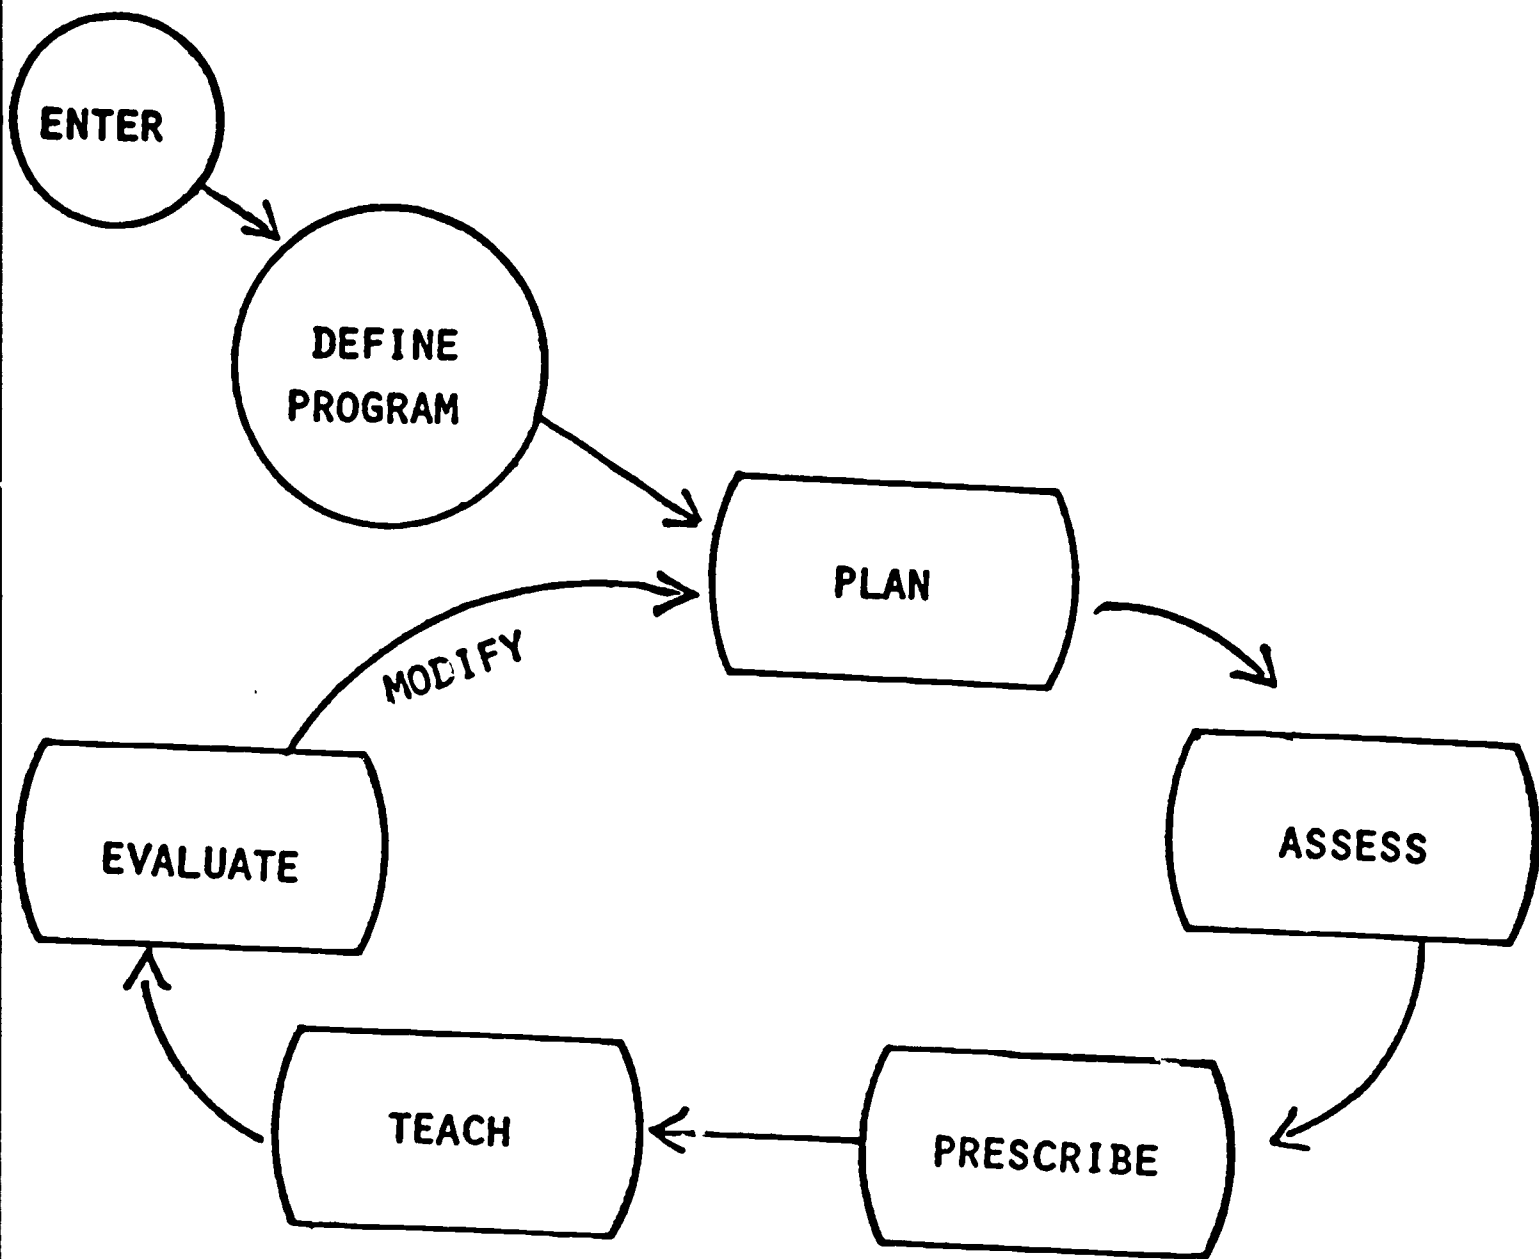 ENTER
DEFINE
PROGRAM
PLAN
MODIFY
ASSESS
EVALUATE
TEACH
PRESCRIBE